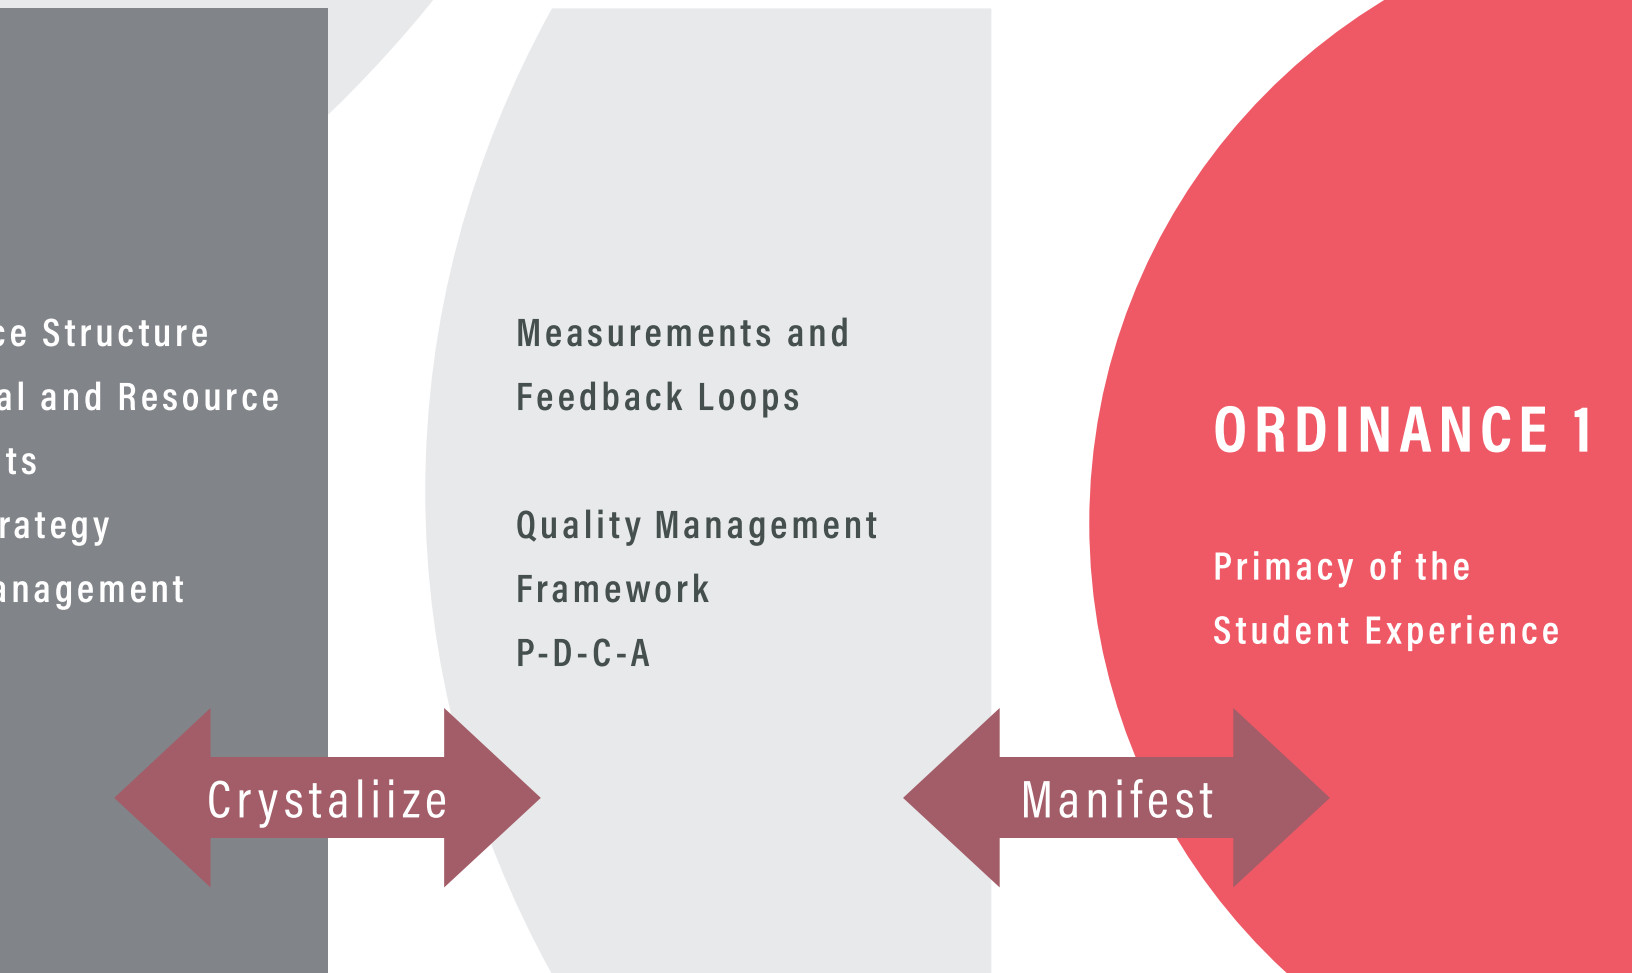 ce Structure
al and Resource
ts
rategy
anagement
Measurements and
Feedback Loops
Quality Management
Framework
P-D-C-A
ORDINANCE 1
Primacy of the
Student Experience
Crystaliize
Manifest